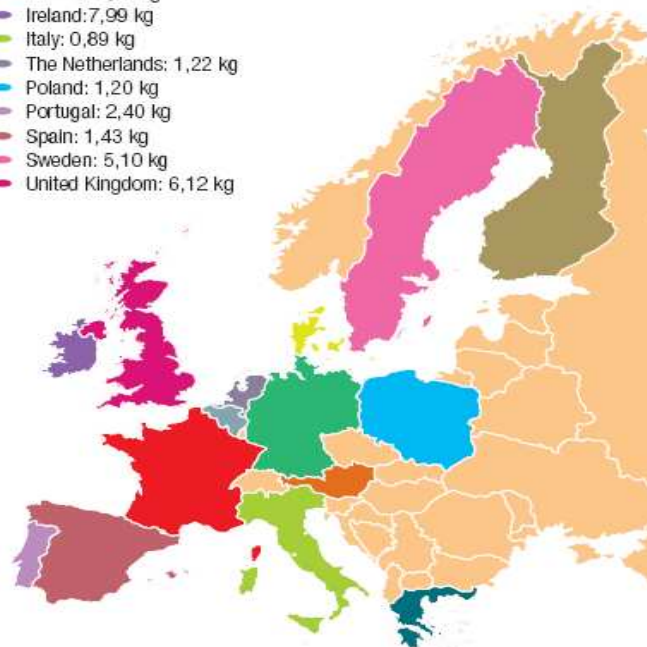 Ireland:7,99 kg
Italy: 0,89 kg
The Netherlands: 1,22 kg
Poland: 1,20 kg
Portugal: 2,40 kg
Spain: 1,43 kg
Sweden: 5,10 kg
United Kingdom: 6,12 kg